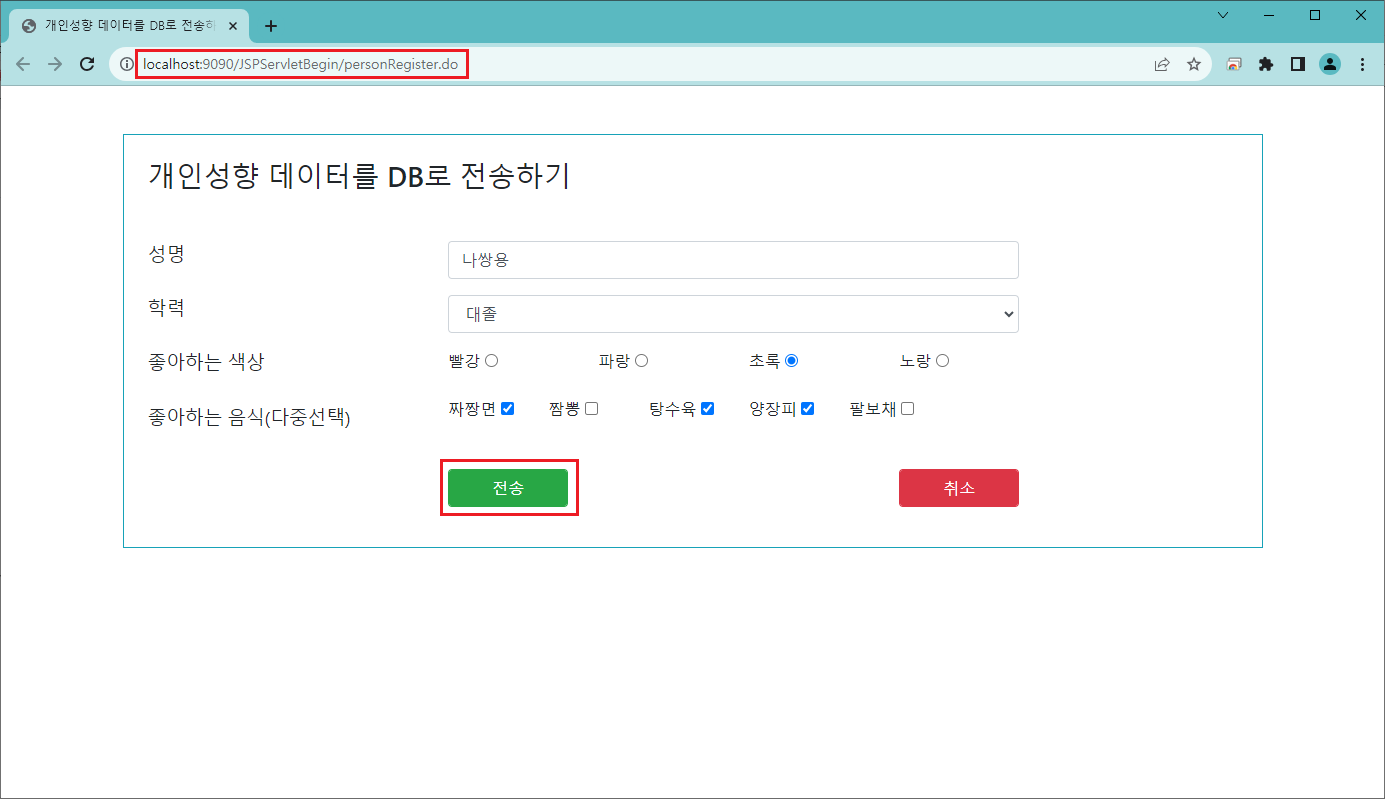 개인성향 데이터를 DB로 전송하
localhost:9090/JSPServletBegin/personRegister.do
개인성향 데이터를 DB로 전송하기
성명
나쌍용
학력
대졸
좋아하는 색상
빨강 파랑 초록 노랑
좋아하는 음식(다중선택)
짜짱면 짬뽕 탕수육 양장피 팔보채
전송 취소